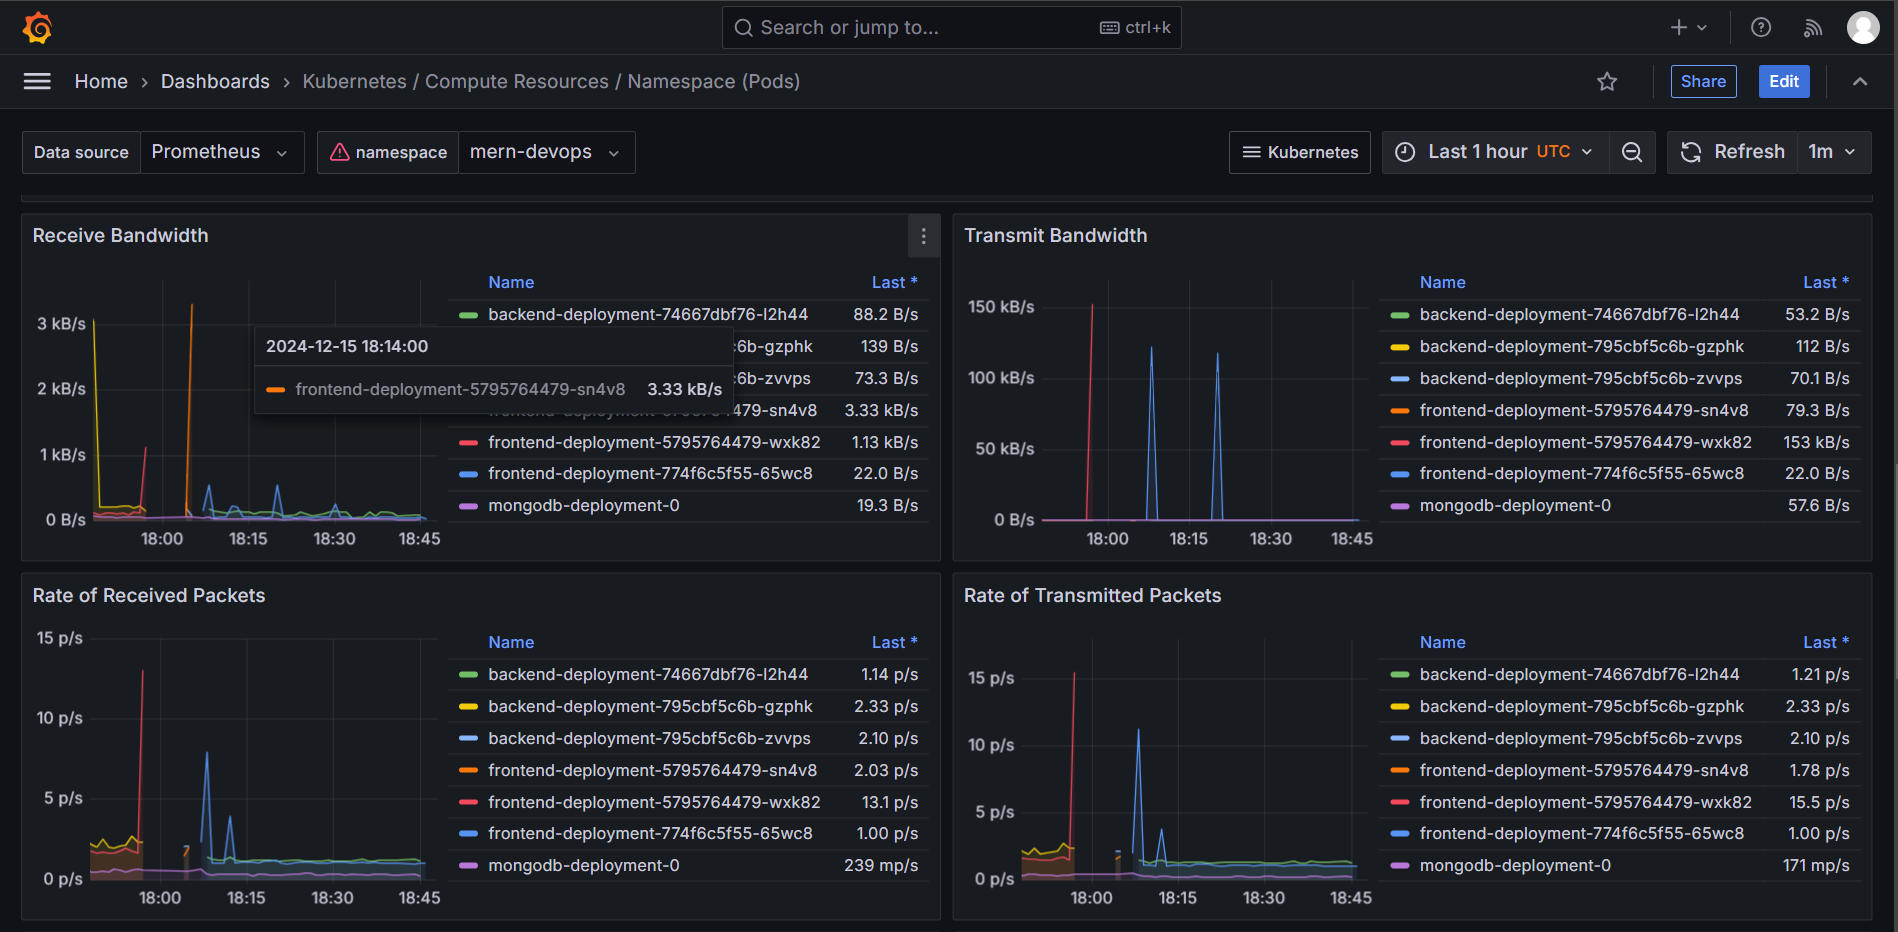 Search or jump to... ctrl+k
Home › Dashboards › Kubernetes / Compute Resources / Namespace (Pods) Share Edit
Data source Prometheus namespace mern-devops Kubernetes Last 1 hour UTC Refresh 1m
Receive Bandwidth
Name Last *
3 kB/s
2 kB/s
1 kB/s
0 B/s
18:00 18:15 18:30 18:45
backend-deployment-74667dbf76-l2h44 88.2 B/s
c6b-gzphk 139 B/s
c6b-zvvps 73.3 B/s
479-sn4v8 3.33 kB/s
frontend-deployment-5795764479-wxk82 1.13 kB/s
frontend-deployment-774f6c5f55-65wc8 22.0 B/s
mongodb-deployment-0 19.3 B/s
2024-12-15 18:14:00
frontend-deployment-5795764479-sn4v8 3.33 kB/s
Transmit Bandwidth
Name Last *
150 kB/s
100 kB/s
50 kB/s
0 B/s
18:00 18:15 18:30 18:45
backend-deployment-74667dbf76-l2h44 53.2 B/s
backend-deployment-795cbf5c6b-gzphk 112 B/s
backend-deployment-795cbf5c6b-zvvps 70.1 B/s
frontend-deployment-5795764479-sn4v8 79.3 B/s
frontend-deployment-5795764479-wxk82 153 kB/s
frontend-deployment-774f6c5f55-65wc8 22.0 B/s
mongodb-deployment-0 57.6 B/s
Rate of Received Packets
Name Last *
15 p/s
10 p/s
5 p/s
0 p/s
18:00 18:15 18:30 18:45
backend-deployment-74667dbf76-l2h44 1.14 p/s
backend-deployment-795cbf5c6b-gzphk 2.33 p/s
backend-deployment-795cbf5c6b-zvvps 2.10 p/s
frontend-deployment-5795764479-sn4v8 2.03 p/s
frontend-deployment-5795764479-wxk82 13.1 p/s
frontend-deployment-774f6c5f55-65wc8 1.00 p/s
mongodb-deployment-0 239 mp/s
Rate of Transmitted Packets
Name Last *
15 p/s
10 p/s
5 p/s
0 p/s
18:00 18:15 18:30 18:45
backend-deployment-74667dbf76-l2h44 1.21 p/s
backend-deployment-795cbf5c6b-gzphk 2.33 p/s
backend-deployment-795cbf5c6b-zvvps 2.10 p/s
frontend-deployment-5795764479-sn4v8 1.78 p/s
frontend-deployment-5795764479-wxk82 15.5 p/s
frontend-deployment-774f6c5f55-65wc8 1.00 p/s
mongodb-deployment-0 171 mp/s